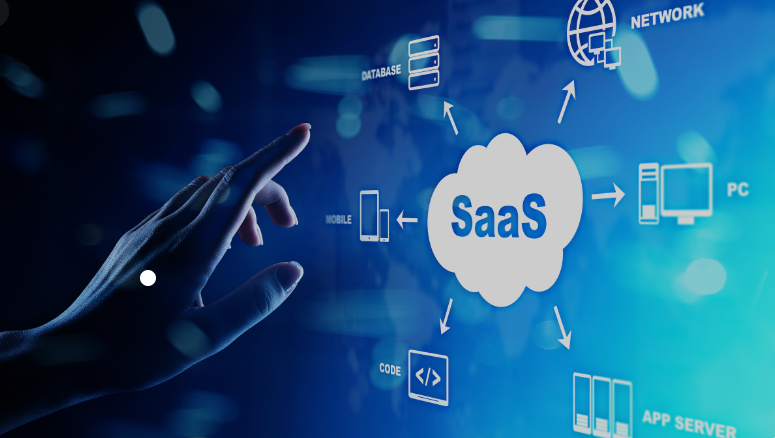 NETWORK
DATABASE
SaaS
PC
MOBILE
CODE
</>
APP SERVER